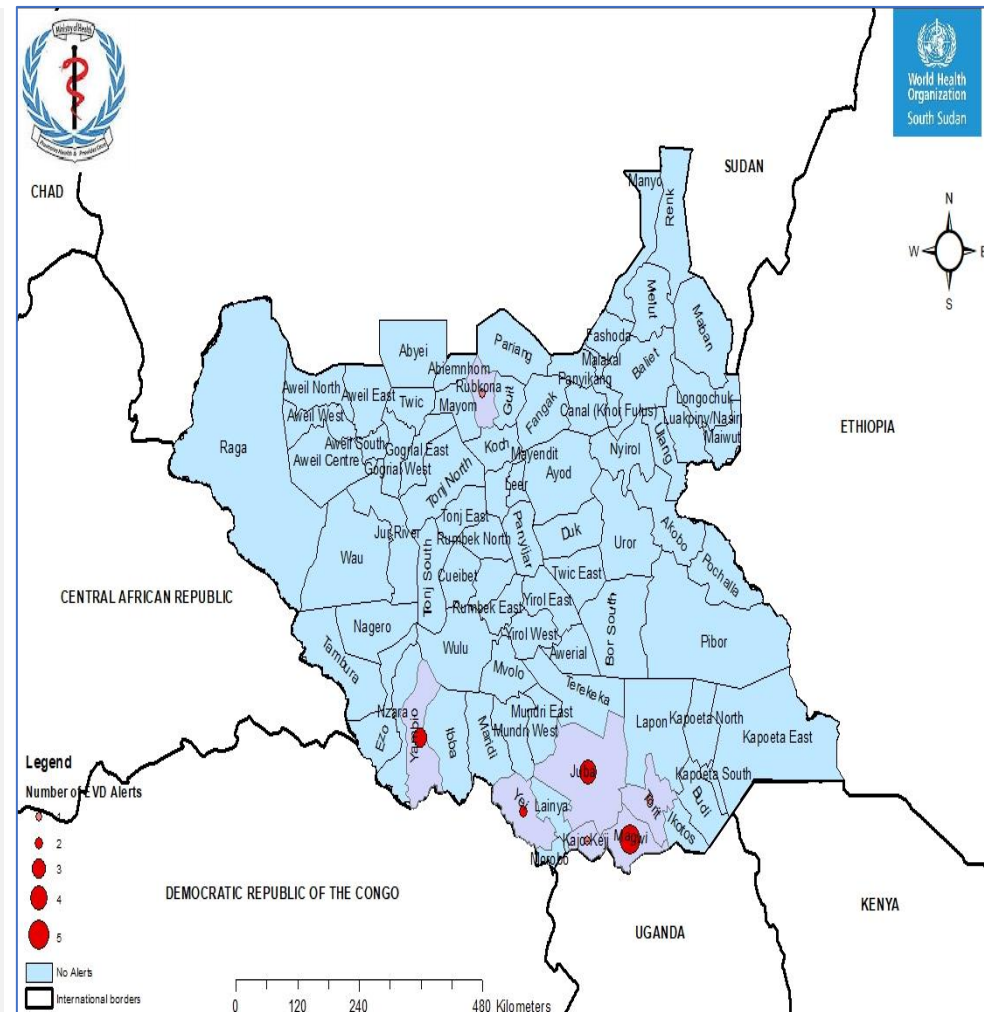 Ministry of Health
World Health
Organization
South Sudan
CHAD
SUDAN
N
W
E
S
Manyo
Renk
Melut
Maban
Fashoda
Abyei
Pariang
Malakal
Baliet
Abiemnhom
Panyikang
Rubkona
Aweil North
Aweil East
Twic
Mayom
Guit
Fangak
Canal (Khor Fulus)
Longochuk
Luakpiny/Nasir
Maiwut
Ulang
Aweil West
ETHIOPIA
Raga
Aweil South
Gogrial East
Koch
Mayendit
Nyirol
Aweil Centre
Gogrial West
Tonj North
Leer
Ayod
Tonj East
Panyijar
Duk
Akobo
Jur River
Rumbek North
Uror
Pochalla
Wau
Tonj South
Cueibet
Twic East
CENTRAL AFRICAN REPUBLIC
Rumbek East
Yirol East
Bor South
Nagero
Yirol West
Pibor
Wulu
Awerial
Tambura
Mvolo
Terekeka
Nzara
Mundri East
Lapon
Kapoeta North
Ezo
Yambio
Ibba
Maridi
Mundri West
Kapoeta East
Juba
Kapoeta South
Budi
Yei
Lainya
Torit
Ikotos
Kajo-Keji
Magwi
Morobo
Legend
Number of EVD Alerts
1
2
3
4
5
No Alerts
International borders
DEMOCRATIC REPUBLIC OF THE CONGO
UGANDA
KENYA
0 120 240 480 Kilometers